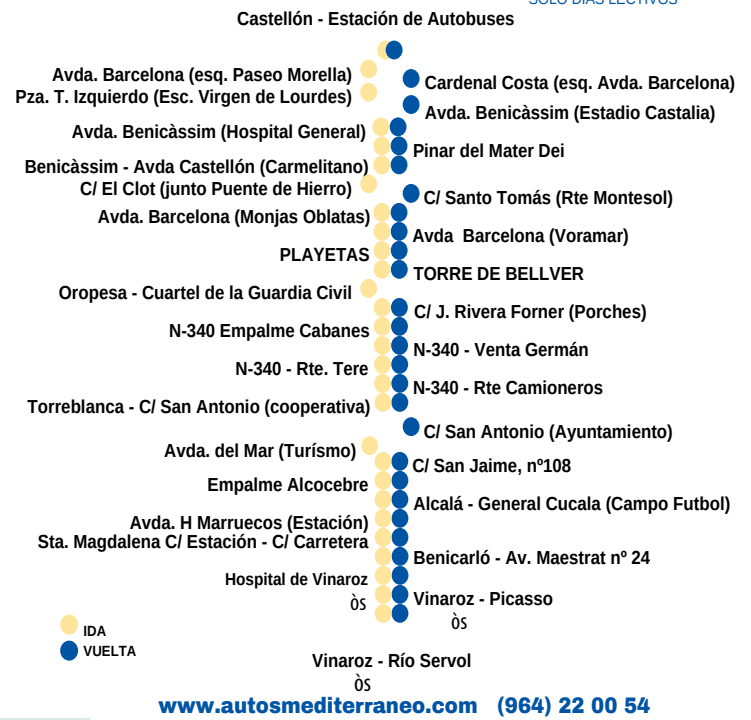 SÓLO DÍAS LECTIVOS
Castellón - Estación de Autobuses
Avda. Barcelona (esq. Paseo Morella)
Cardenal Costa (esq. Avda. Barcelona)
Pza. T. Izquierdo (Esc. Virgen de Lourdes)
Avda. Benicàssim (Estadio Castalia)
Avda. Benicàssim (Hospital General)
Pinar del Mater Dei
Benicàssim - Avda Castellón (Carmelitano)
C/ El Clot (junto Puente de Hierro)
C/ Santo Tomás (Rte Montesol)
Avda. Barcelona (Monjas Oblatas)
Avda Barcelona (Voramar)
PLAYETAS
TORRE DE BELLVER
Oropesa - Cuartel de la Guardia Civil
C/ J. Rivera Forner (Porches)
N-340 Empalme Cabanes
N-340 - Venta Germán
N-340 - Rte. Tere
N-340 - Rte Camioneros
Torreblanca - C/ San Antonio (cooperativa)
C/ San Antonio (Ayuntamiento)
Avda. del Mar (Turísmo)
C/ San Jaime, nº108
Empalme Alcocebre
Alcalá - General Cucala (Campo Futbol)
Avda. H Marruecos (Estación)
Sta. Magdalena C/ Estación - C/ Carretera
Benicarló - Av. Maestrat nº 24
Hospital de Vinaroz
òs
Vinaroz - Picasso
òs
IDA
VUELTA
Vinaroz - Río Servol
òs
www.autosmediterraneo.com (964) 22 00 54